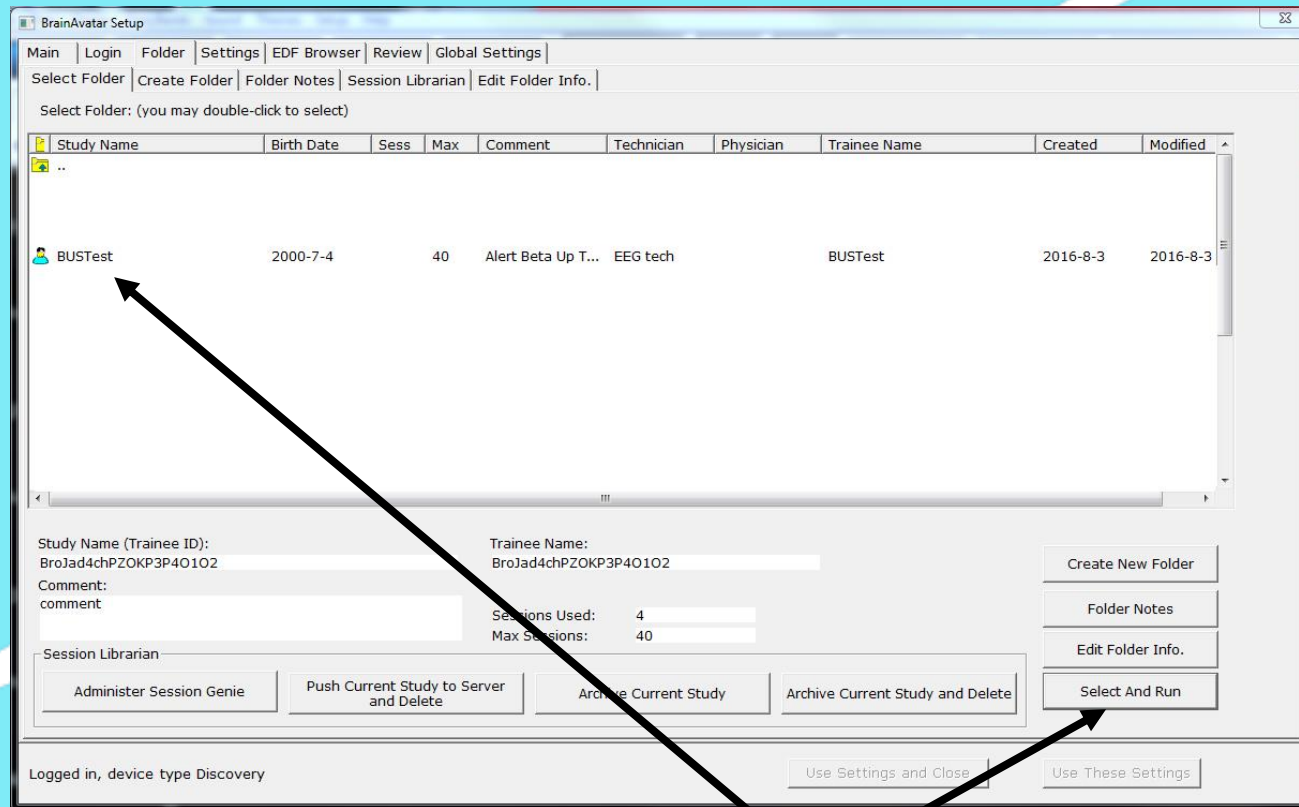 BrainAvatar Setup
Main Login Folder Settings EDF Browser Review Global Settings
Select Folder Create Folder Folder Notes Session Librarian Edit Folder Info.
Select Folder: (you may double-click to select)
Study Name Birth Date Sess Max Comment Technician Physician Trainee Name Created Modified
..
BUSTest 2000-7-4 40 Alert Beta Up T... EEG tech BUSTest 2016-8-3 2016-8-3
Study Name (Trainee ID): Trainee Name:
BroJad4chPZOKP3P4O1O2 BroJad4chPZOKP3P4O1O2
Create New Folder
Comment:
comment
Sessions Used: 4
Folder Notes
Max Sessions: 40
Edit Folder Info.
Session Librarian
Administer Session Genie Push Current Study to Server and Delete Archive Current Study Archive Current Study and Delete Select And Run
Logged in, device type Discovery Use Settings and Close Use These Settings